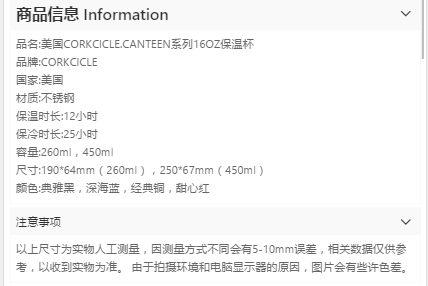 商品信息 Information
品名:美国CORKCICLE.CANTEEN系列16OZ保温杯
品牌:CORKCICLE
国家:美国
材质:不锈钢
保温时长:12小时
保冷时长:25小时
容量:260ml，450ml
尺寸:190*64mm（260ml），250*67mm（450ml）
颜色:典雅黑，深海蓝，经典铜，甜心红
注意事项
以上尺寸为实物人工测量，因测量方式不同会有5-10mm误差，相关数据仅供参
考，以收到实物为准。 由于拍摄环境和电脑显示器的原因，图片会有些许色差。